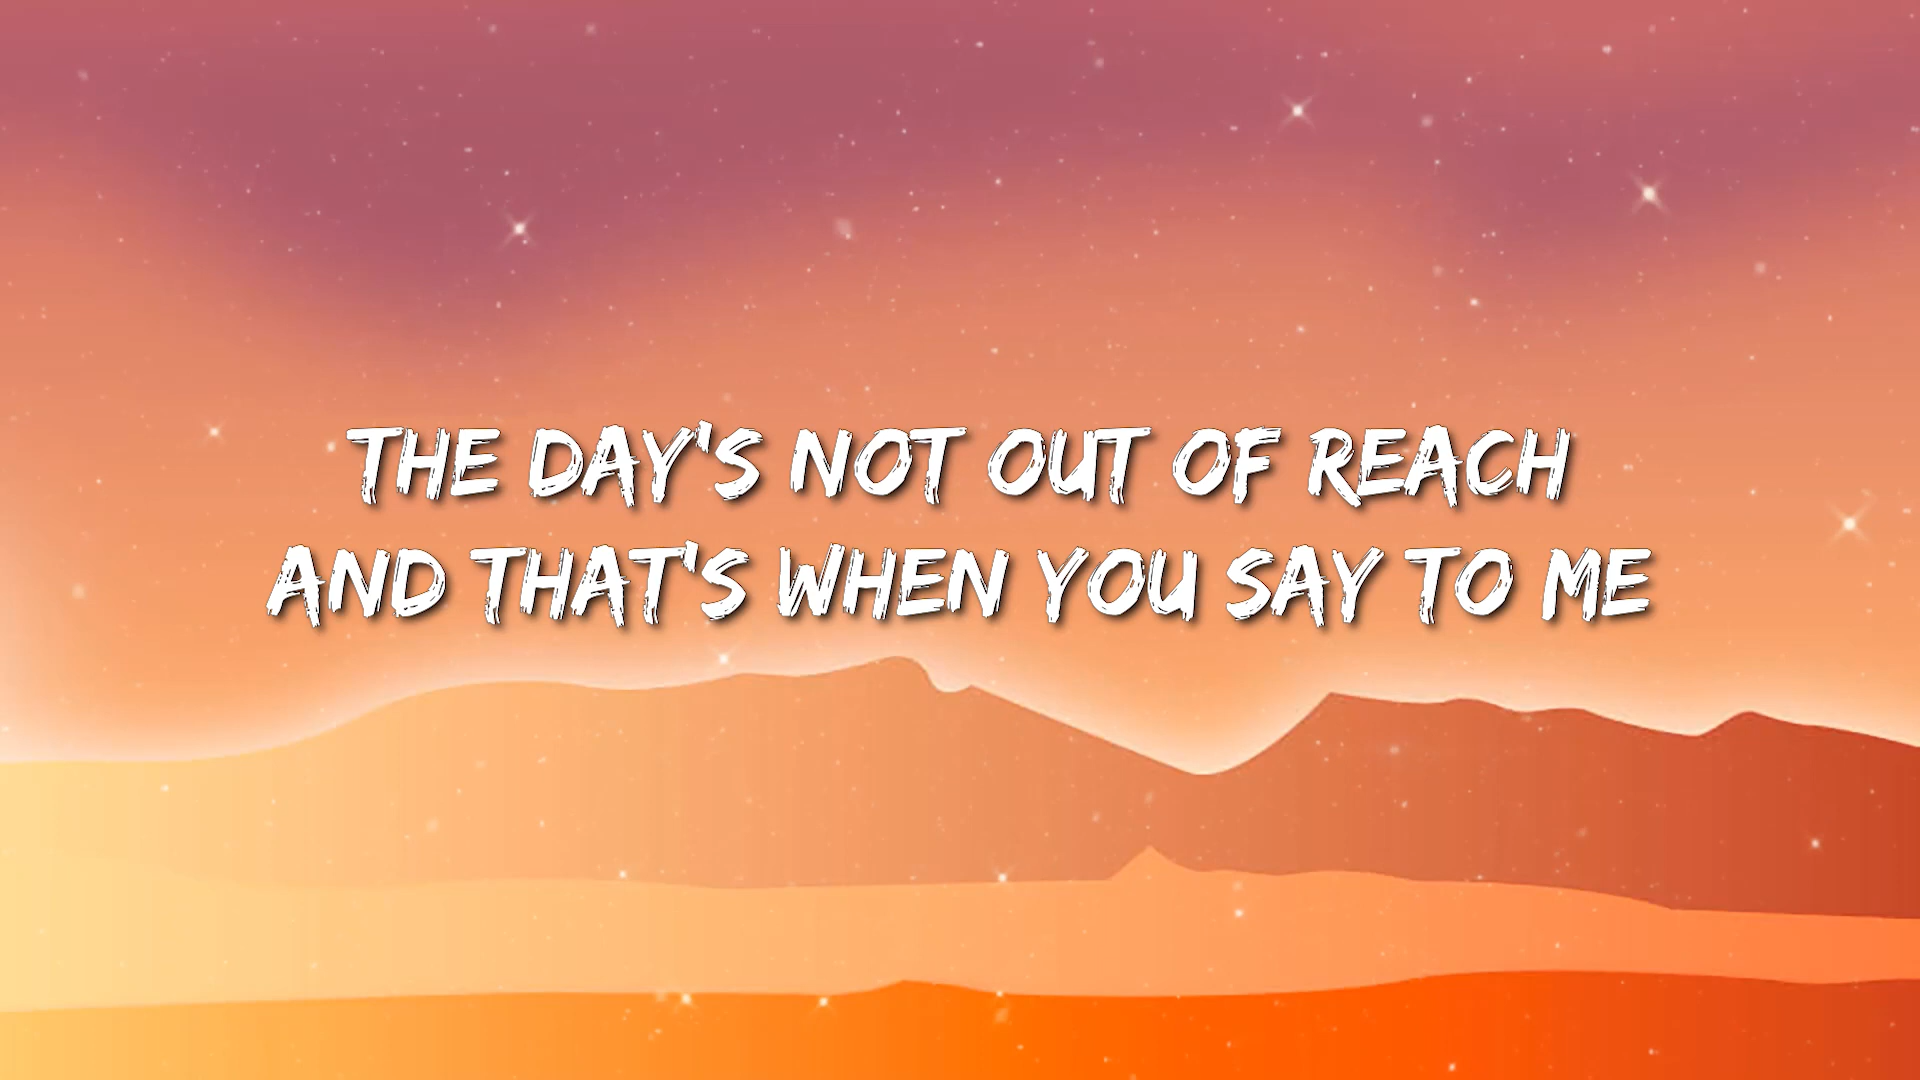 THE DAY'S NOT OUT OF REACH
AND THAT'S WHEN YOU SAY TO ME